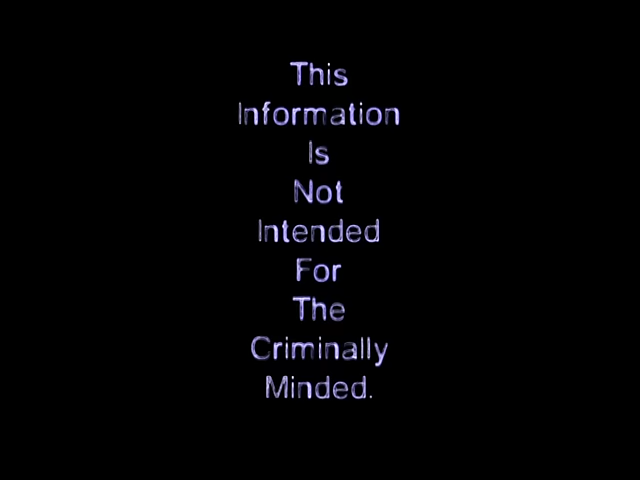 This
Information
Is
Not
Intended
For
The
Criminally
Minded.